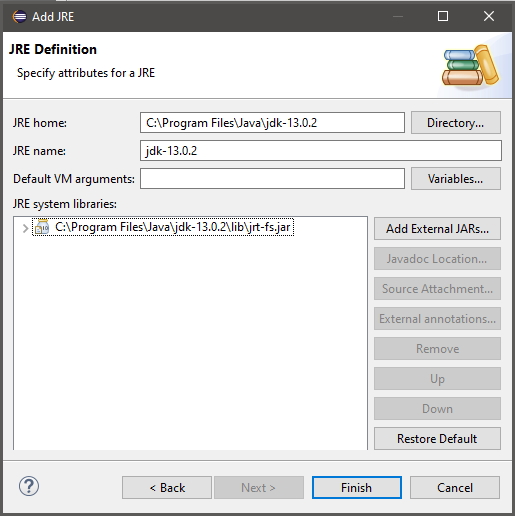 Add JRE
JRE Definition
Specify attributes for a JRE
JRE home: C:\Program Files\Java\jdk-13.0.2 Directory...
JRE name: jdk-13.0.2
Default VM arguments: Variables...
JRE system libraries:
C:\Program Files\Java\jdk-13.0.2\lib\jrt-fs.jar
Add External JARs...
Javadoc Location...
Source Attachment...
External annotations...
Remove
Up
Down
Restore Default
? < Back Next > Finish Cancel